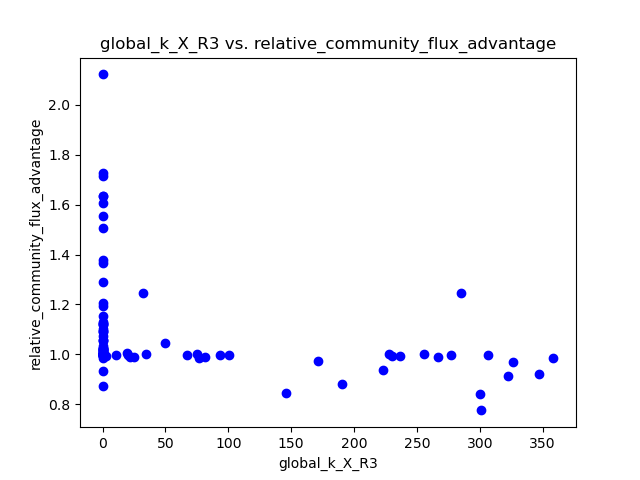 global_k_X_R3 vs. relative_community_flux_advantage
relative_community_flux_advantage
2.0
1.8
1.6
1.4
1.2
1.0
0.8
0 50 100 150 200 250 300 350
global_k_X_R3